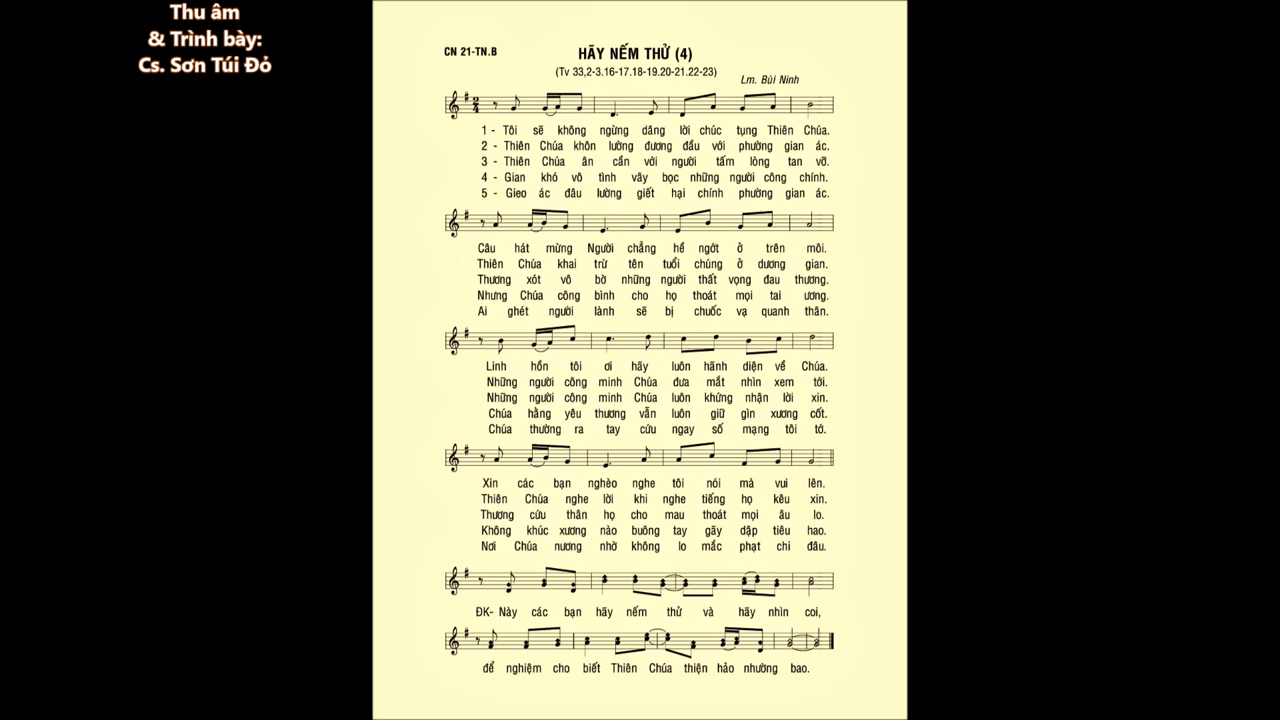 Thu âm
& Trình bày:
Cs. Sơn Túi Đỏ
CN 21-TN.B
HÃY NẾM THỬ (4)
(Tv 33,2-3.16-17.18-19.20-21.22-23)
Lm. Bùi Ninh
1 - Tôi sẽ không ngừng dâng lời chúc tụng Thiên Chúa.
2 - Thiên Chúa khôn lường đương đầu với phường gian ác.
3 - Thiên Chúa ân cần với người tấm lòng tan vỡ.
4 - Gian khó vô tình vây bọc những người công chính.
5 - Gieo ác đâu lường giết hại chính phường gian ác.
Câu hát mừng Người chẳng hề ngớt ở trên môi.
Thiên Chúa khai trừ tên tuổi chúng ở dương gian.
Thương xót vô bờ những người thất vọng đau thương.
Nhưng Chúa công bình cho họ thoát mọi tai ương.
Ai ghét người lành sẽ bị chuốc vạ quanh thân.
Linh hồn tôi ơi hãy luôn hãnh diện về Chúa.
Những người công minh Chúa đưa mắt nhìn xem tới.
Những người công minh Chúa luôn khứng nhận lời xin.
Chúa hằng yêu thương vẫn luôn giữ gìn xương cốt.
Chúa thường ra tay cứu ngay số mạng tôi tớ.
Xin các bạn nghèo nghe tôi nói mà vui lên.
Thiên Chúa nghe lời khi nghe tiếng họ kêu xin.
Thương cứu thân họ cho mau thoát mọi âu lo.
Không khúc xương nào buông tay gãy dập tiêu hao.
Nơi Chúa nương nhờ không lo mắc phạt chi đâu.
ĐK- Này các bạn hãy nếm thử và hãy nhìn coi,
để nghiệm cho biết Thiên Chúa thiện hảo nhường bao.